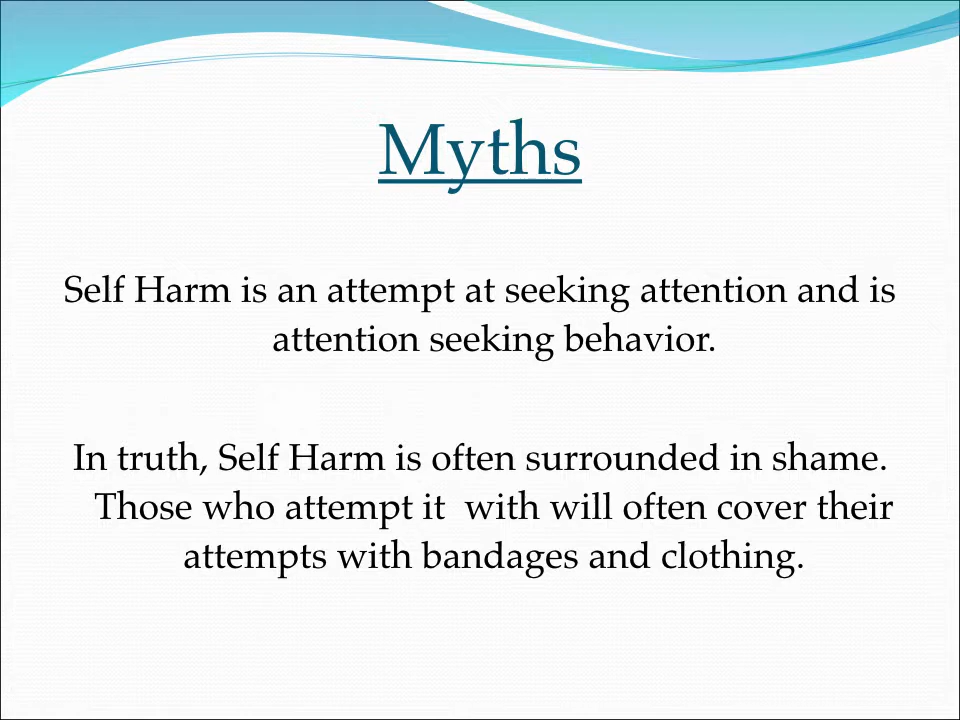 Myths
Self Harm is an attempt at seeking attention and is
attention seeking behavior.
In truth, Self Harm is often surrounded in shame.
Those who attempt it  with will often cover their
attempts with bandages and clothing.